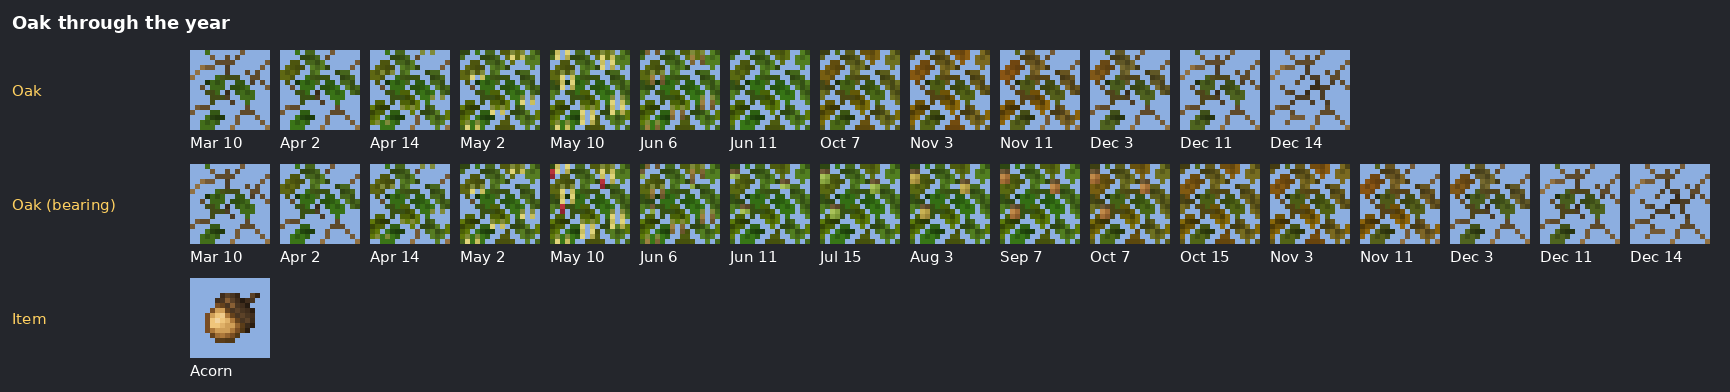 Oak through the year
Oak
Mar 10 Apr 2 Apr 14 May 2 May 10 Jun 6 Jun 11 Oct 7 Nov 3 Nov 11 Dec 3 Dec 11 Dec 14
Oak (bearing)
Mar 10 Apr 2 Apr 14 May 2 May 10 Jun 6 Jun 11 Jul 15 Aug 3 Sep 7 Oct 7 Oct 15 Nov 3 Nov 11 Dec 3 Dec 11 Dec 14
Item
Acorn